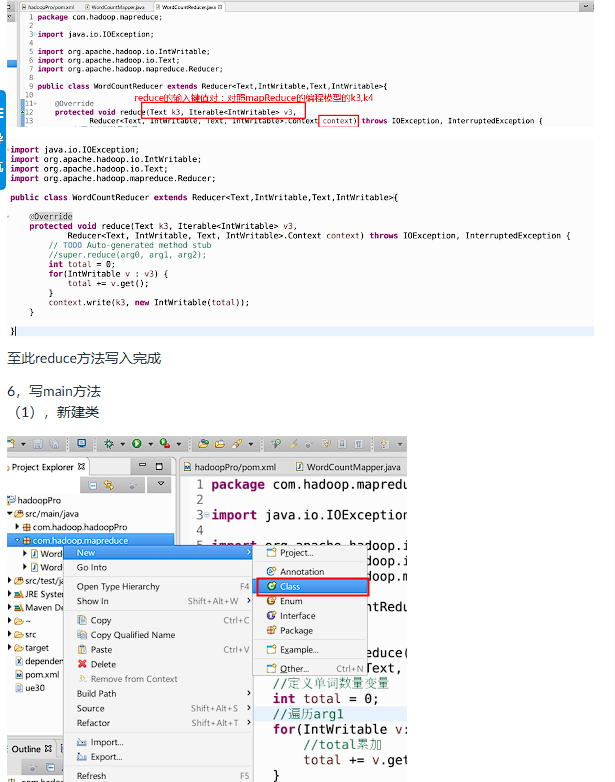 hadoopPro/pom.xml WordCountMapper.java WordCountReducer.java
1 package com.hadoop.mapreduce;
2
3 import java.io.IOException;
4
5 import org.apache.hadoop.io.IntWritable;
6 import org.apache.hadoop.io.Text;
7 import org.apache.hadoop.mapreduce.Reducer;
8
9 public class WordCountReducer extends Reducer<Text,IntWritable,Text,IntWritable>{
10 reduce的输入键值对：对照mapReduce的编程模型的k3,k4
11 @Override
12 protected void reduce(Text k3, Iterable<IntWritable> v3,
13 Reducer<Text, IntWritable, Text, IntWritable>.Context context) throws IOException, InterruptedException {
import java.io.IOException;
import org.apache.hadoop.io.IntWritable;
import org.apache.hadoop.io.Text;
import org.apache.hadoop.mapreduce.Reducer;
public class WordCountReducer extends Reducer<Text,IntWritable,Text,IntWritable>{
@Override
protected void reduce(Text k3, Iterable<IntWritable> v3,
Reducer<Text, IntWritable, Text, IntWritable>.Context context) throws IOException, InterruptedException {
// TODO Auto-generated method stub
//super.reduce(arg0, arg1, arg2);
int total = 0;
for(IntWritable v : v3) {
total += v.get();
}
context.write(k3, new IntWritable(total));
}
}
至此reduce方法写入完成
6，写main方法
（1），新建类
Project Explorer
hadoopPro
src/main/java
com.hadoop.hadoopPro
com.hadoop.mapreduce
Word
Word
src/test/ja
JRE System
Maven De
~
src
target
dependen
pom.xml
ue30
Outline
hadoopPro/pom.xml WordCountMapper.java
1 package com.hadoop.mapredu
2
3 import java.io.IOException
4
5 import org.apache.hadoop.i
doop.io
doop.m
ntRedu
reduce(
Text,
//定义单词数量变量
int total = 0;
//遍历arg1
for(IntWritable v:
//total累加
total += v.get
}
New
Go Into
Open Type Hierarchy F4
Show In Shift+Alt+W
Copy Ctrl+C
Copy Qualified Name
Paste Ctrl+V
Delete
Remove from Context
Build Path
Source Shift+Alt+S
Refactor Shift+Alt+T
Import...
Export...
Refresh F5
Project...
Annotation
Class
Enum
Interface
Package
Example...
Other... Ctrl+N